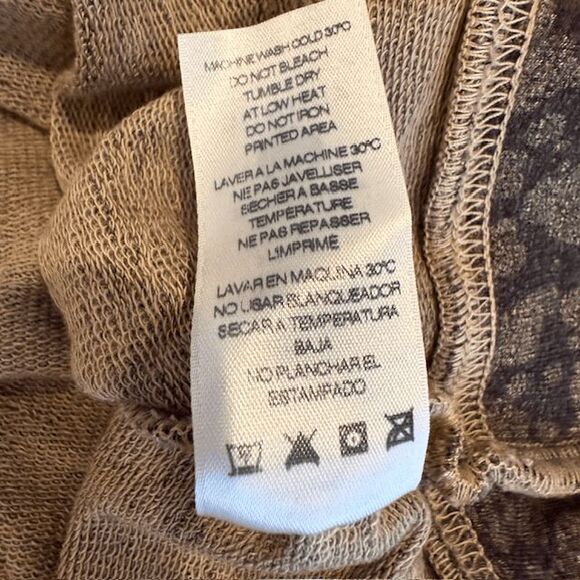 MACHINE WASH COLD 30°C
DO NOT BLEACH
TUMBLE DRY
AT LOW HEAT
DO NOT IRON
PRINTED AREA
LAVER A LA MACHINE 30°C
NE PAS JAVELLISER
SECHER A BASSE
TEMPERATURE
NE PAS REPASSER
L'IMPRIME
LAVAR EN MAQUINA 30°C
NO USAR BLANQUEADOR
SECAR A TEMPERATURA
BAJA
NO PLANCHAR EL
ESTAMPADO